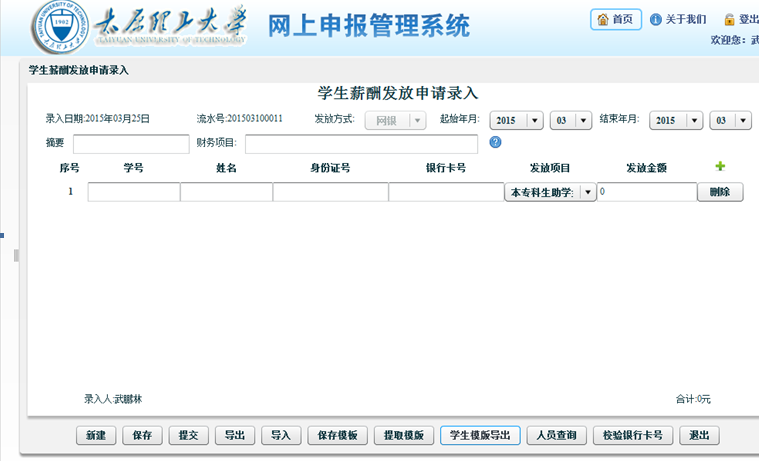 太原理工大学
TAIYUAN UNIVERSITY OF TECHNOLOGY
1902
网上申报管理系统
首页 关于我们 登出
欢迎您：武
学生薪酬发放申请录入
学生薪酬发放申请录入
录入日期:2015年03月25日 流水号:201503100011 发放方式: 网银 起始年月: 2015 03 结束年月: 2015 03
摘要 财务项目:
序号 学号 姓名 身份证号 银行卡号 发放项目 发放金额
1 本专科生助学: 0 删除
录入人:武鹏林 合计:0元
新建 保存 提交 导出 导入 保存模板 提取模版 学生模版导出 人员查询 校验银行卡号 退出